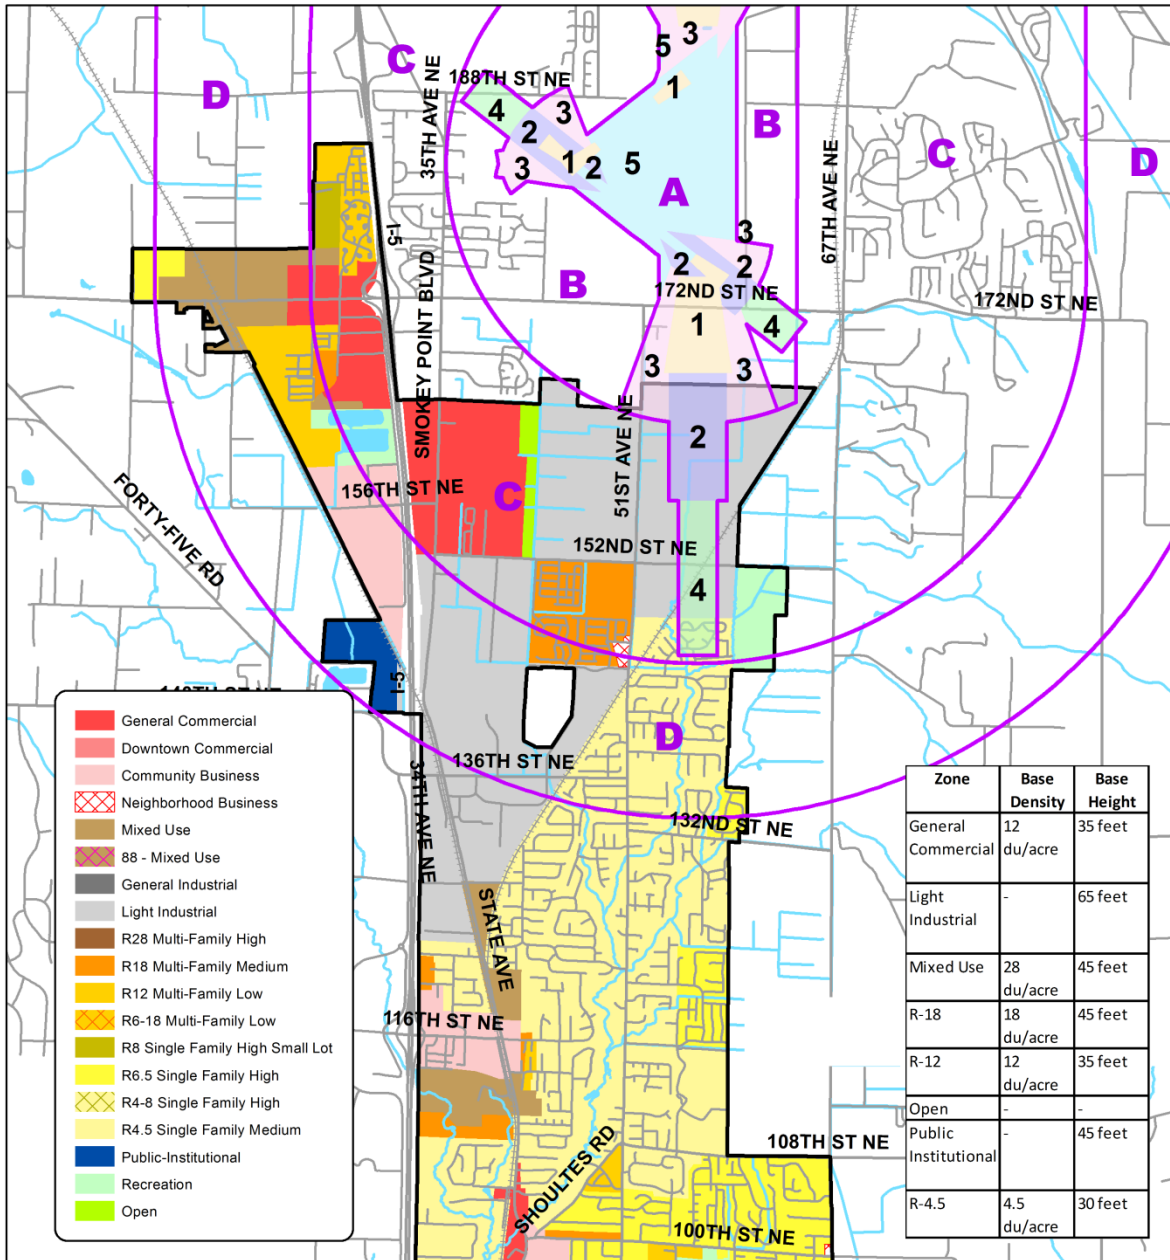 3
5
C
188TH ST NE
D
1
4
3
B
35TH AVE NE
2
C
3
1
2
5
D
A
67TH AVE NE
I-5
3
SMOKEY POINT BLVD
2
2
B
172ND ST NE
172ND ST NE
1
4
3
3
51ST AVE NE
2
156TH ST NE
C
FORTY-FIVE RD
152ND ST NE
4
I-5
D
136TH ST NE
34TH AVE NE
132ND ST NE
STATE AVE
116TH ST NE
SHOULTES RD
108TH ST NE
100TH ST NE
General Commercial
Downtown Commercial
Community Business
Neighborhood Business
Mixed Use
88 - Mixed Use
General Industrial
Light Industrial
R28 Multi-Family High
R18 Multi-Family Medium
R12 Multi-Family Low
R6-18 Multi-Family Low
R8 Single Family High Small Lot
R6.5 Single Family High
R4-8 Single Family High
R4.5 Single Family Medium
Public-Institutional
Recreation
Open
Zone Base Base
Density Height
General 12 35 feet
Commercial du/acre
Light - 65 feet
Industrial
Mixed Use 28 45 feet
du/acre
R-18 18 45 feet
du/acre
R-12 12 35 feet
du/acre
Open - -
Public - 45 feet
Institutional
R-4.5 4.5 30 feet
du/acre